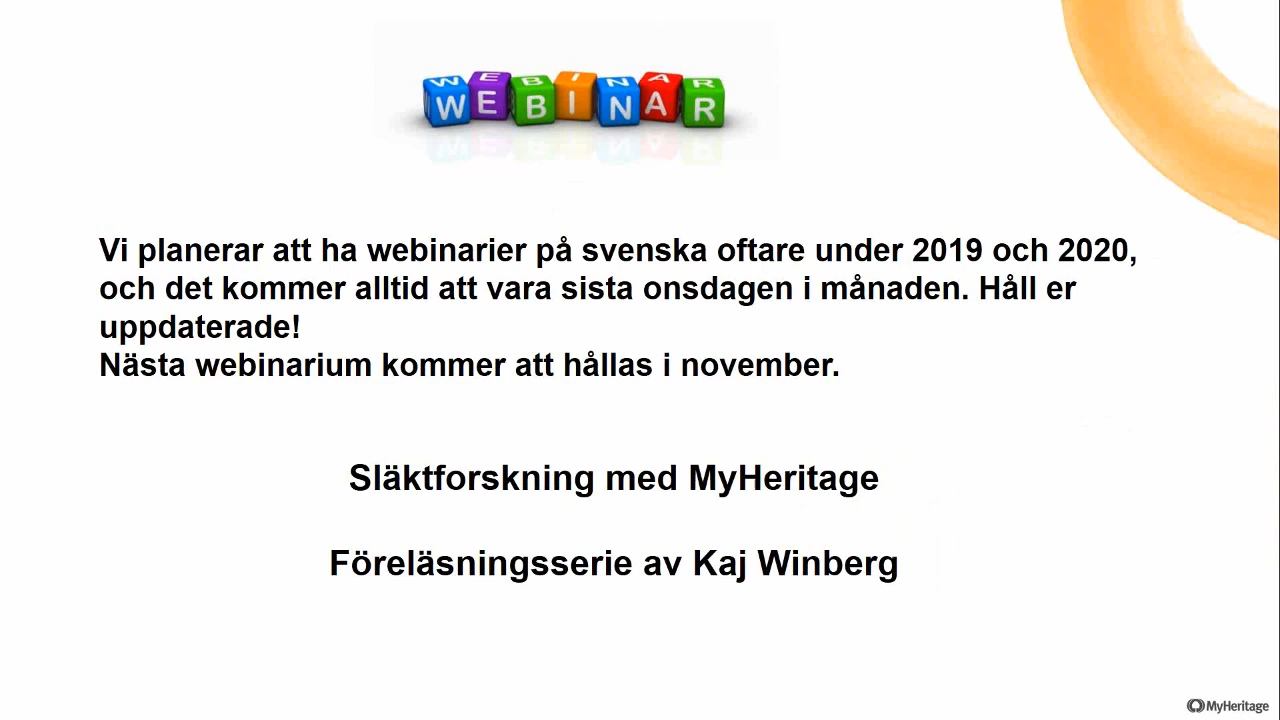 WEBINAR
WEBINAR
Vi planerar att ha webinarier på svenska oftare under 2019 och 2020,
och det kommer alltid att vara sista onsdagen i månaden. Håll er
uppdaterade!
Nästa webinarium kommer att hållas i november.
Släktforskning med MyHeritage
Föreläsningsserie av Kaj Winberg
MyHeritage